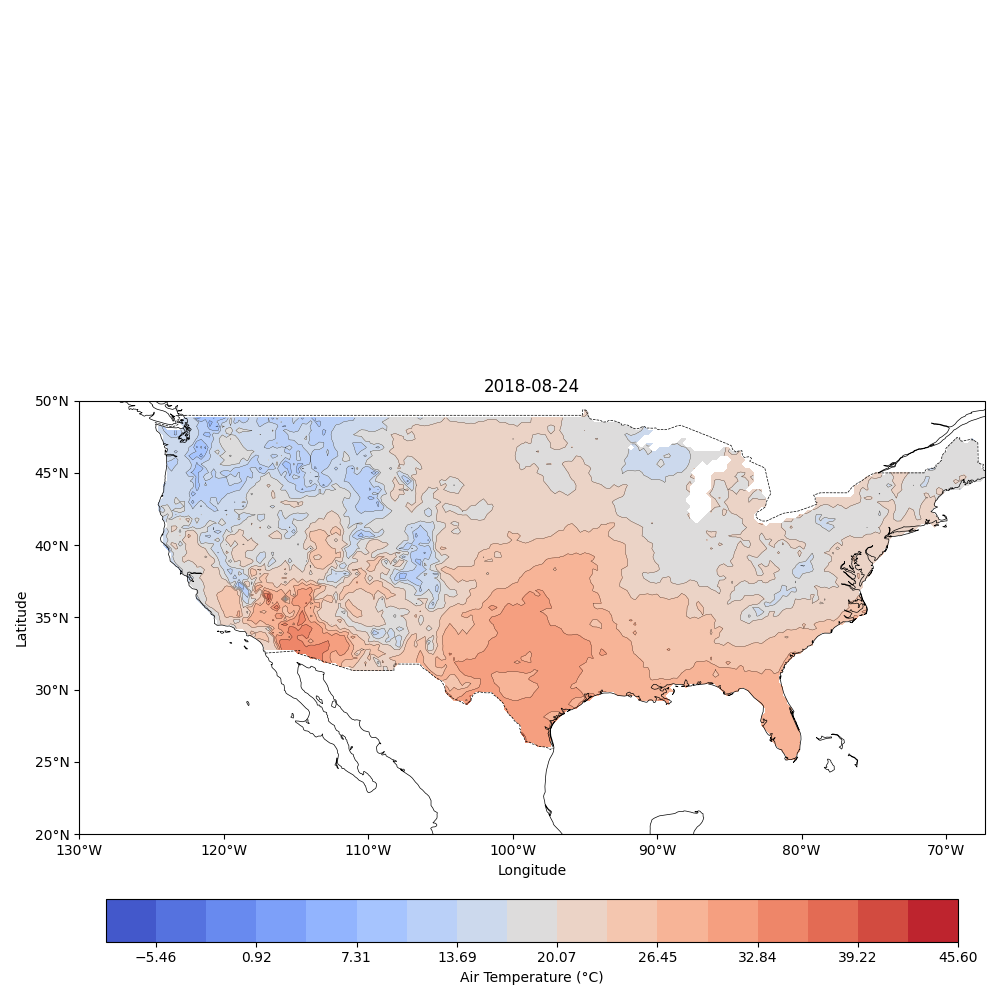 2018-08-24
50°N
45°N
40°N
35°N
30°N
25°N
20°N
Latitude
130°W 120°W 110°W 100°W 90°W 80°W 70°W
Longitude
−5.46 0.92 7.31 13.69 20.07 26.45 32.84 39.22 45.60
Air Temperature (°C)